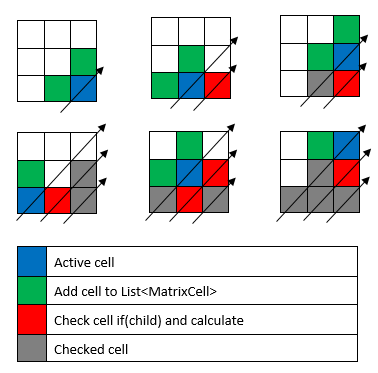 Active cell
Add cell to List<MatrixCell>
Check cell if(child) and calculate
Checked cell